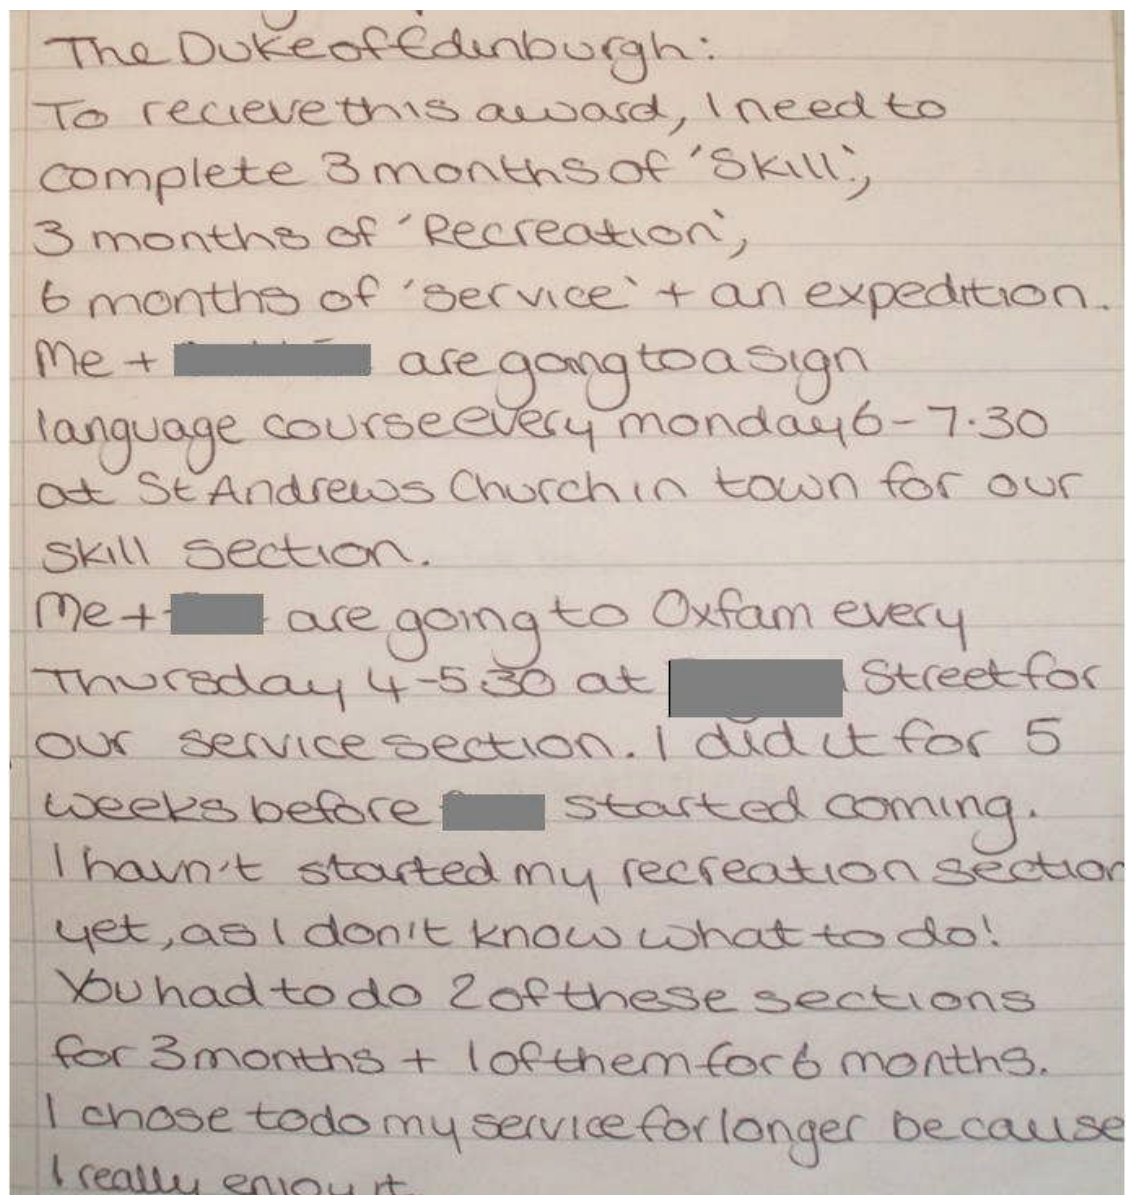 The Duke of Edinburgh:
To recieve this award, I need to
complete 3 months of 'Skill',
3 months of 'Recreation',
6 months of 'service' + an expedition.
Me + are going to a sign
language course every monday 6-7.30
at St Andrews Church in town for our
skill section.
Me + are going to Oxfam every
Thursday 4-5.30 at Street for
our service section. I did it for 5
weeks before started coming.
I havn't started my recreation section
yet, as I don't know what to do!
You had to do 2 of these sections
for 3 months + 1 of them for 6 months.
I chose to do my service for longer because
I really enjoy it